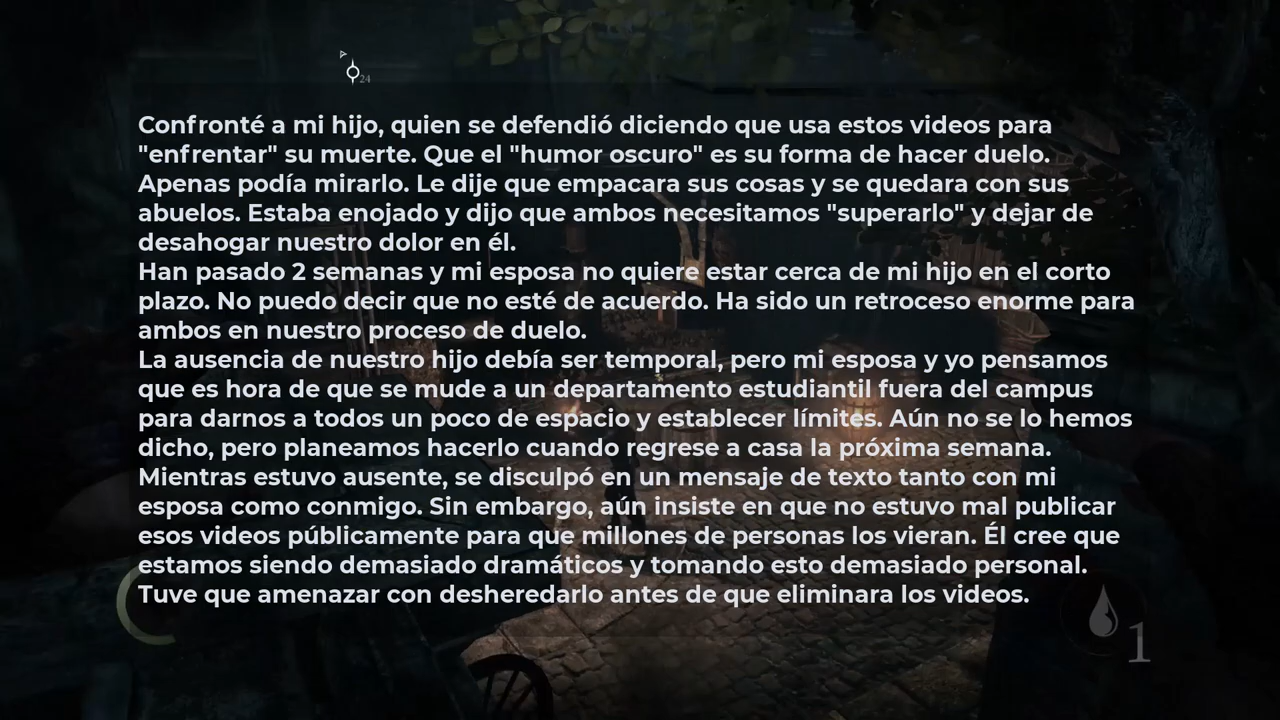 24
Confronté a mi hijo, quien se defendió diciendo que usa estos videos para
"enfrentar" su muerte. Que el "humor oscuro" es su forma de hacer duelo.
Apenas podía mirarlo. Le dije que empacara sus cosas y se quedara con sus
abuelos. Estaba enojado y dijo que ambos necesitamos "superarlo" y dejar de
desahogar nuestro dolor en él.
Han pasado 2 semanas y mi esposa no quiere estar cerca de mi hijo en el corto
plazo. No puedo decir que no esté de acuerdo. Ha sido un retroceso enorme para
ambos en nuestro proceso de duelo.
La ausencia de nuestro hijo debía ser temporal, pero mi esposa y yo pensamos
que es hora de que se mude a un departamento estudiantil fuera del campus
para darnos a todos un poco de espacio y establecer límites. Aún no se lo hemos
dicho, pero planeamos hacerlo cuando regrese a casa la próxima semana.
Mientras estuvo ausente, se disculpó en un mensaje de texto tanto con mi
esposa como conmigo. Sin embargo, aún insiste en que no estuvo mal publicar
esos videos públicamente para que millones de personas los vieran. Él cree que
estamos siendo demasiado dramáticos y tomando esto demasiado personal.
Tuve que amenazar con desheredarlo antes de que eliminara los videos.
1